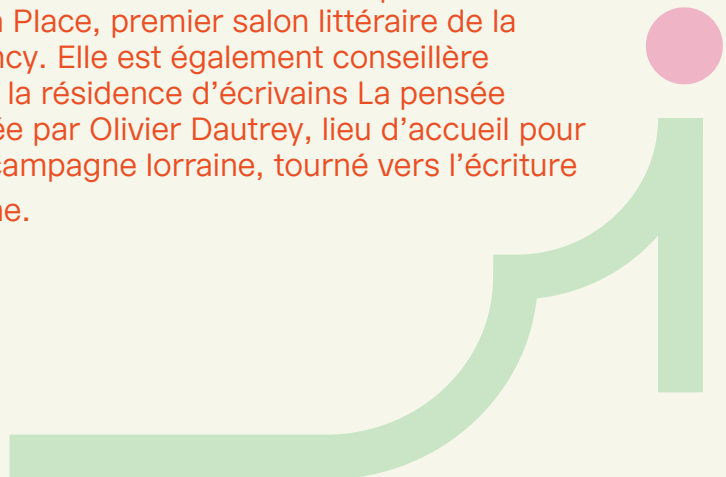 Place, premier salon littéraire de la
ncy. Elle est également conseillère
la résidence d’écrivains La pensée
ée par Olivier Dautrey, lieu d’accueil pour
campagne lorraine, tourné vers l’écriture
ne.